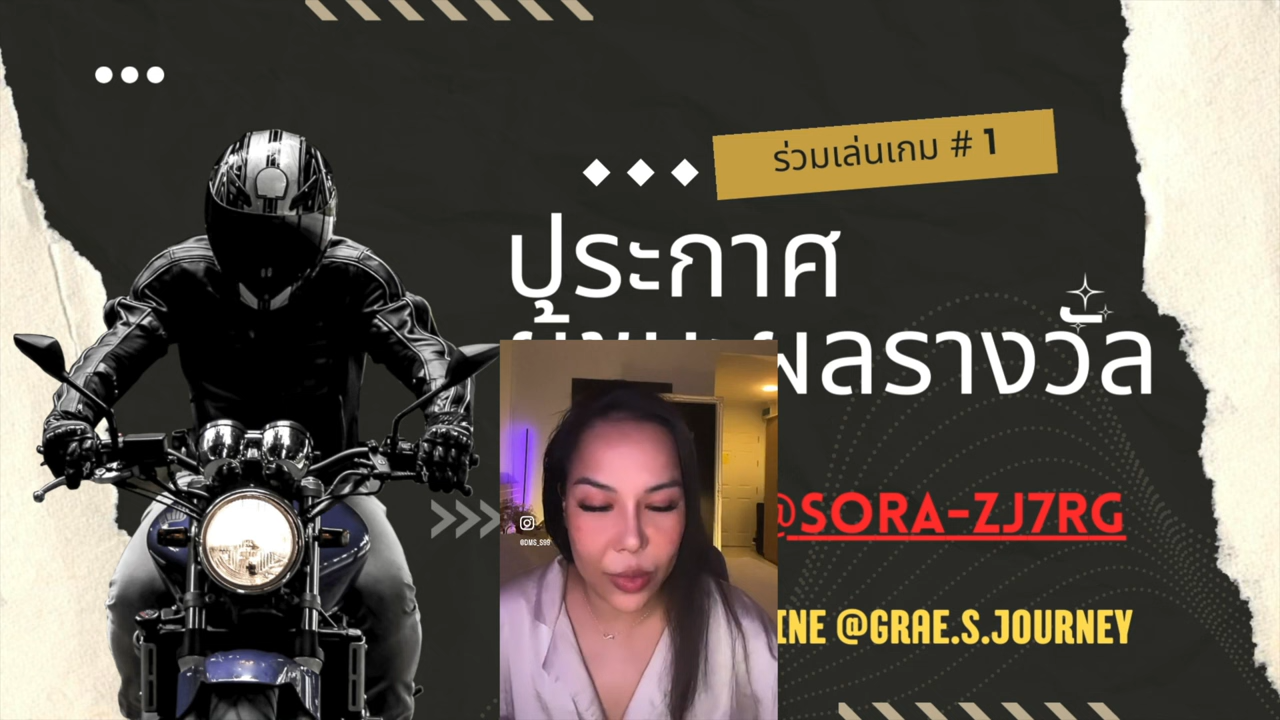 ร่วมเล่นเกม # 1
ประกาศ
ผลรางวัล
@SORA-ZJ7RG
@DMS_S99
@GRAE.S.JOURNEY